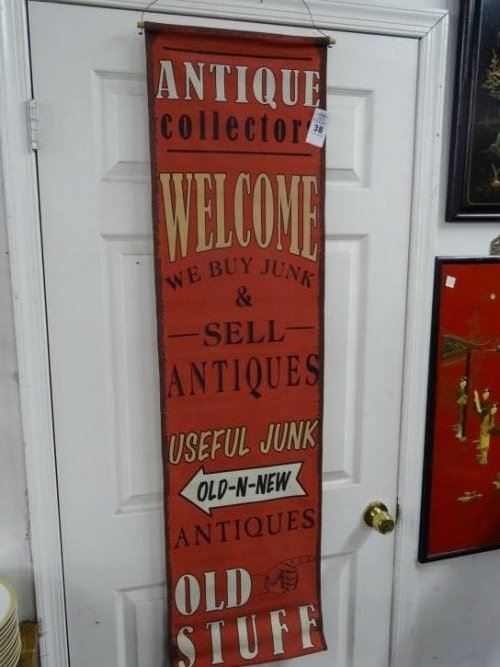 ANTIQUE
collector
38
WELCOME
WE BUY JUNK
&
SELL
ANTIQUES
USEFUL JUNK
OLD-N-NEW
ANTIQUES
OLD
STUFF